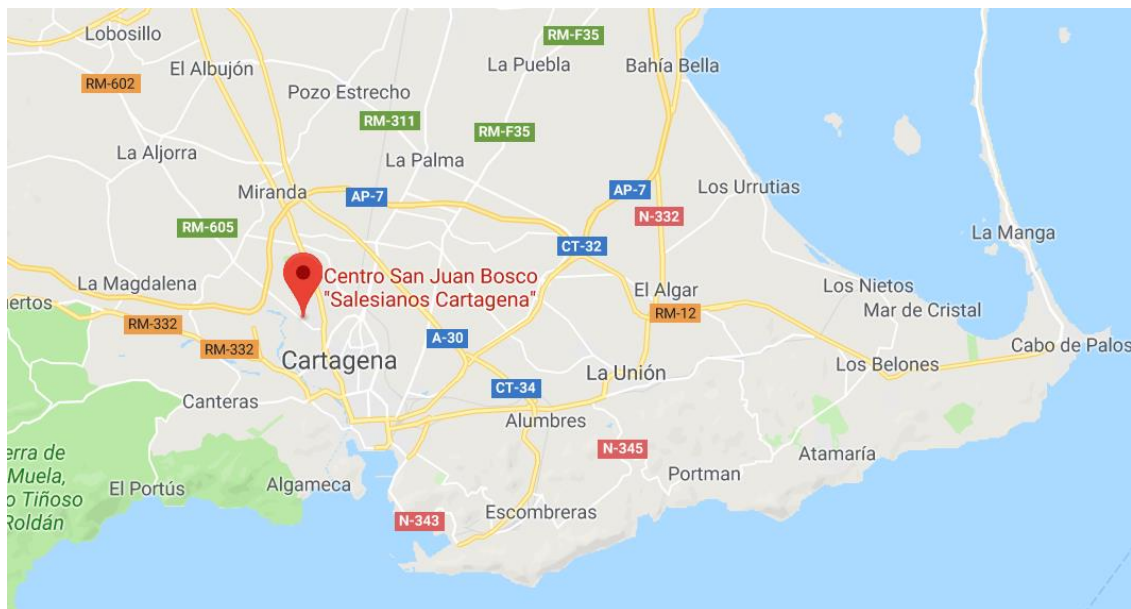 Lobosillo
RM-F35
La Puebla
Bahía Bella
El Albujón
RM-602
Pozo Estrecho
RM-311
RM-F35
La Aljorra
La Palma
Miranda
AP-7
AP-7
Los Urrutias
N-332
RM-605
CT-32
La Manga
Centro San Juan Bosco
"Salesianos Cartagena"
La Magdalena
El Algar
Los Nietos
uertos
RM-332
RM-12
Mar de Cristal
RM-332
A-30
Cabo de Palos
Cartagena
Los Belones
La Unión
CT-34
Canteras
Alumbres
erra de
Muela,
o Tiñoso
Roldán
N-345
Atamaría
Portman
El Portús
Algameca
Escombreras
N-343